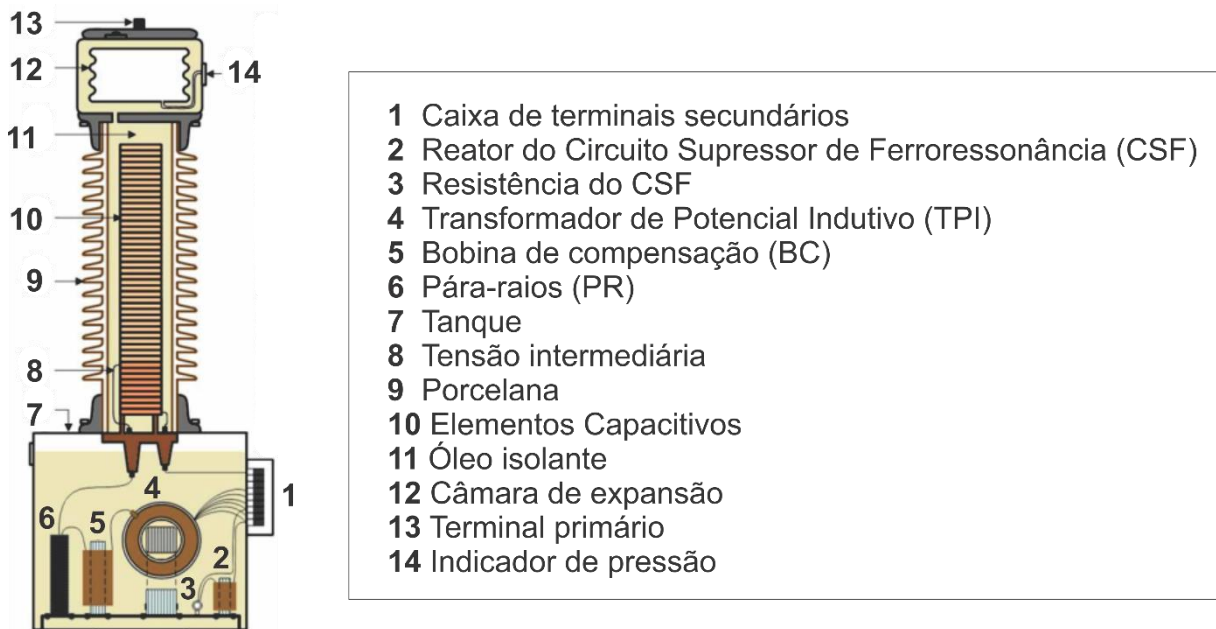 13
12
14
11
10
9
8
7
4
1
6
5
2
3
1 Caixa de terminais secundários
2 Reator do Circuito Supressor de Ferroressonância (CSF)
3 Resistência do CSF
4 Transformador de Potencial Indutivo (TPI)
5 Bobina de compensação (BC)
6 Pára-raios (PR)
7 Tanque
8 Tensão intermediária
9 Porcelana
10 Elementos Capacitivos
11 Óleo isolante
12 Câmara de expansão
13 Terminal primário
14 Indicador de pressão